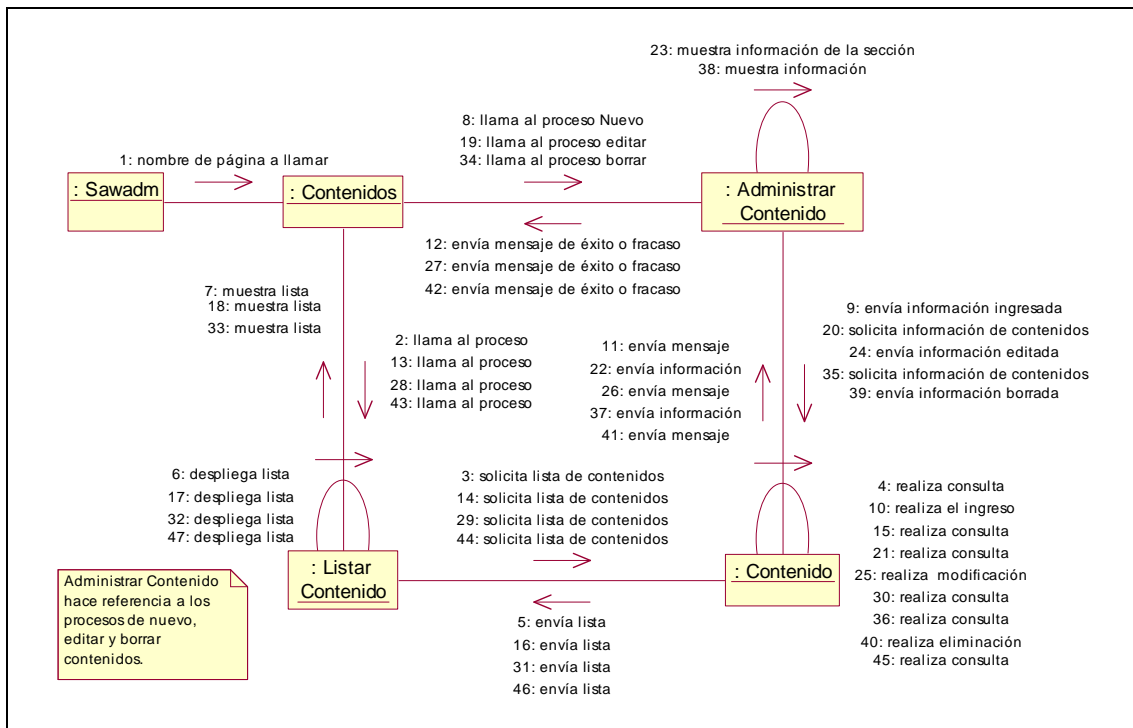 23: muestra información de la sección
38: muestra información
8: llama al proceso Nuevo
19: llama al proceso editar
34: llama al proceso borrar
1: nombre de página a llamar
: Sawadm
: Contenidos
: Administrar
Contenido
12: envía mensaje de éxito o fracaso
27: envía mensaje de éxito o fracaso
42: envía mensaje de éxito o fracaso
7: muestra lista
18: muestra lista
33: muestra lista
2: llama al proceso
13: llama al proceso
28: llama al proceso
43: llama al proceso
11: envía mensaje
22: envía información
26: envía mensaje
37: envía información
41: envía mensaje
9: envía información ingresada
20: solicita información de contenidos
24: envía información editada
35: solicita información de contenidos
39: envía información borrada
6: despliega lista
17: despliega lista
32: despliega lista
47: despliega lista
3: solicita lista de contenidos
14: solicita lista de contenidos
29: solicita lista de contenidos
44: solicita lista de contenidos
4: realiza consulta
10: realiza el ingreso
15: realiza consulta
21: realiza consulta
25: realiza modificación
30: realiza consulta
36: realiza consulta
40: realiza eliminación
45: realiza consulta
: Listar
Contenido
: Contenido
5: envía lista
16: envía lista
31: envía lista
46: envía lista
Administrar Contenido
hace referencia a los
procesos de nuevo,
editar y borrar
contenidos.